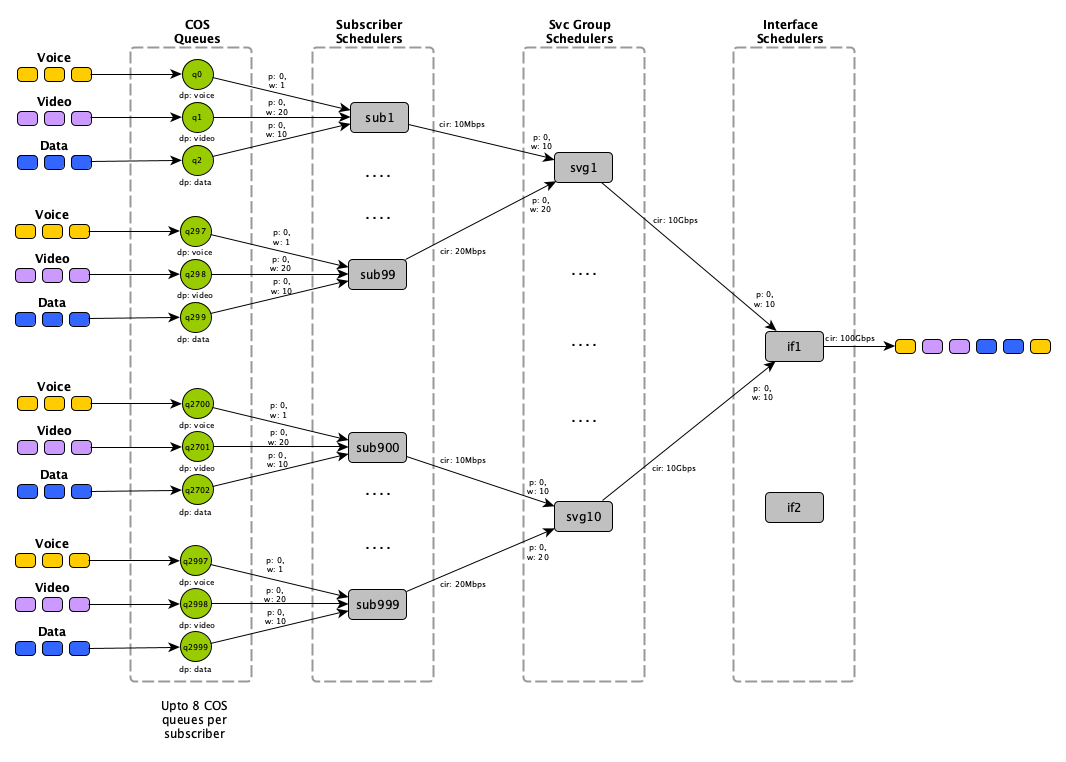 COS
Queues
Subscriber
Schedulers
Svc Group
Schedulers
Interface
Schedulers
Voice
q0
dp: voice
p: 0,
w: 1
Video
q1
dp: video
p: 0,
w: 20
Data
q2
dp: data
p: 0,
w: 10
sub1
cir: 10Mbps
p: 0,
w: 10
svg1
....
....
Voice
q297
dp: voice
p: 0,
w: 1
Video
q298
dp: video
p: 0,
w: 20
Data
q299
dp: data
p: 0,
w: 10
sub99
cir: 20Mbps
p: 0,
w: 20
cir: 10Gbps
p: 0,
w: 10
....
....
....
if1
cir: 100Gbps
p: 0,
w: 10
Voice
q2700
dp: voice
p: 0,
w: 1
Video
q2701
dp: video
p: 0,
w: 20
Data
q2702
dp: data
p: 0,
w: 10
sub900
cir: 10Mbps
p: 0,
w: 10
svg10
cir: 10Gbps
if2
....
....
Voice
q2997
dp: voice
p: 0,
w: 1
Video
q2998
dp: video
p: 0,
w: 20
Data
q2999
dp: data
p: 0,
w: 10
sub999
cir: 20Mbps
p: 0,
w: 20
Upto 8 COS
queues per
subscriber